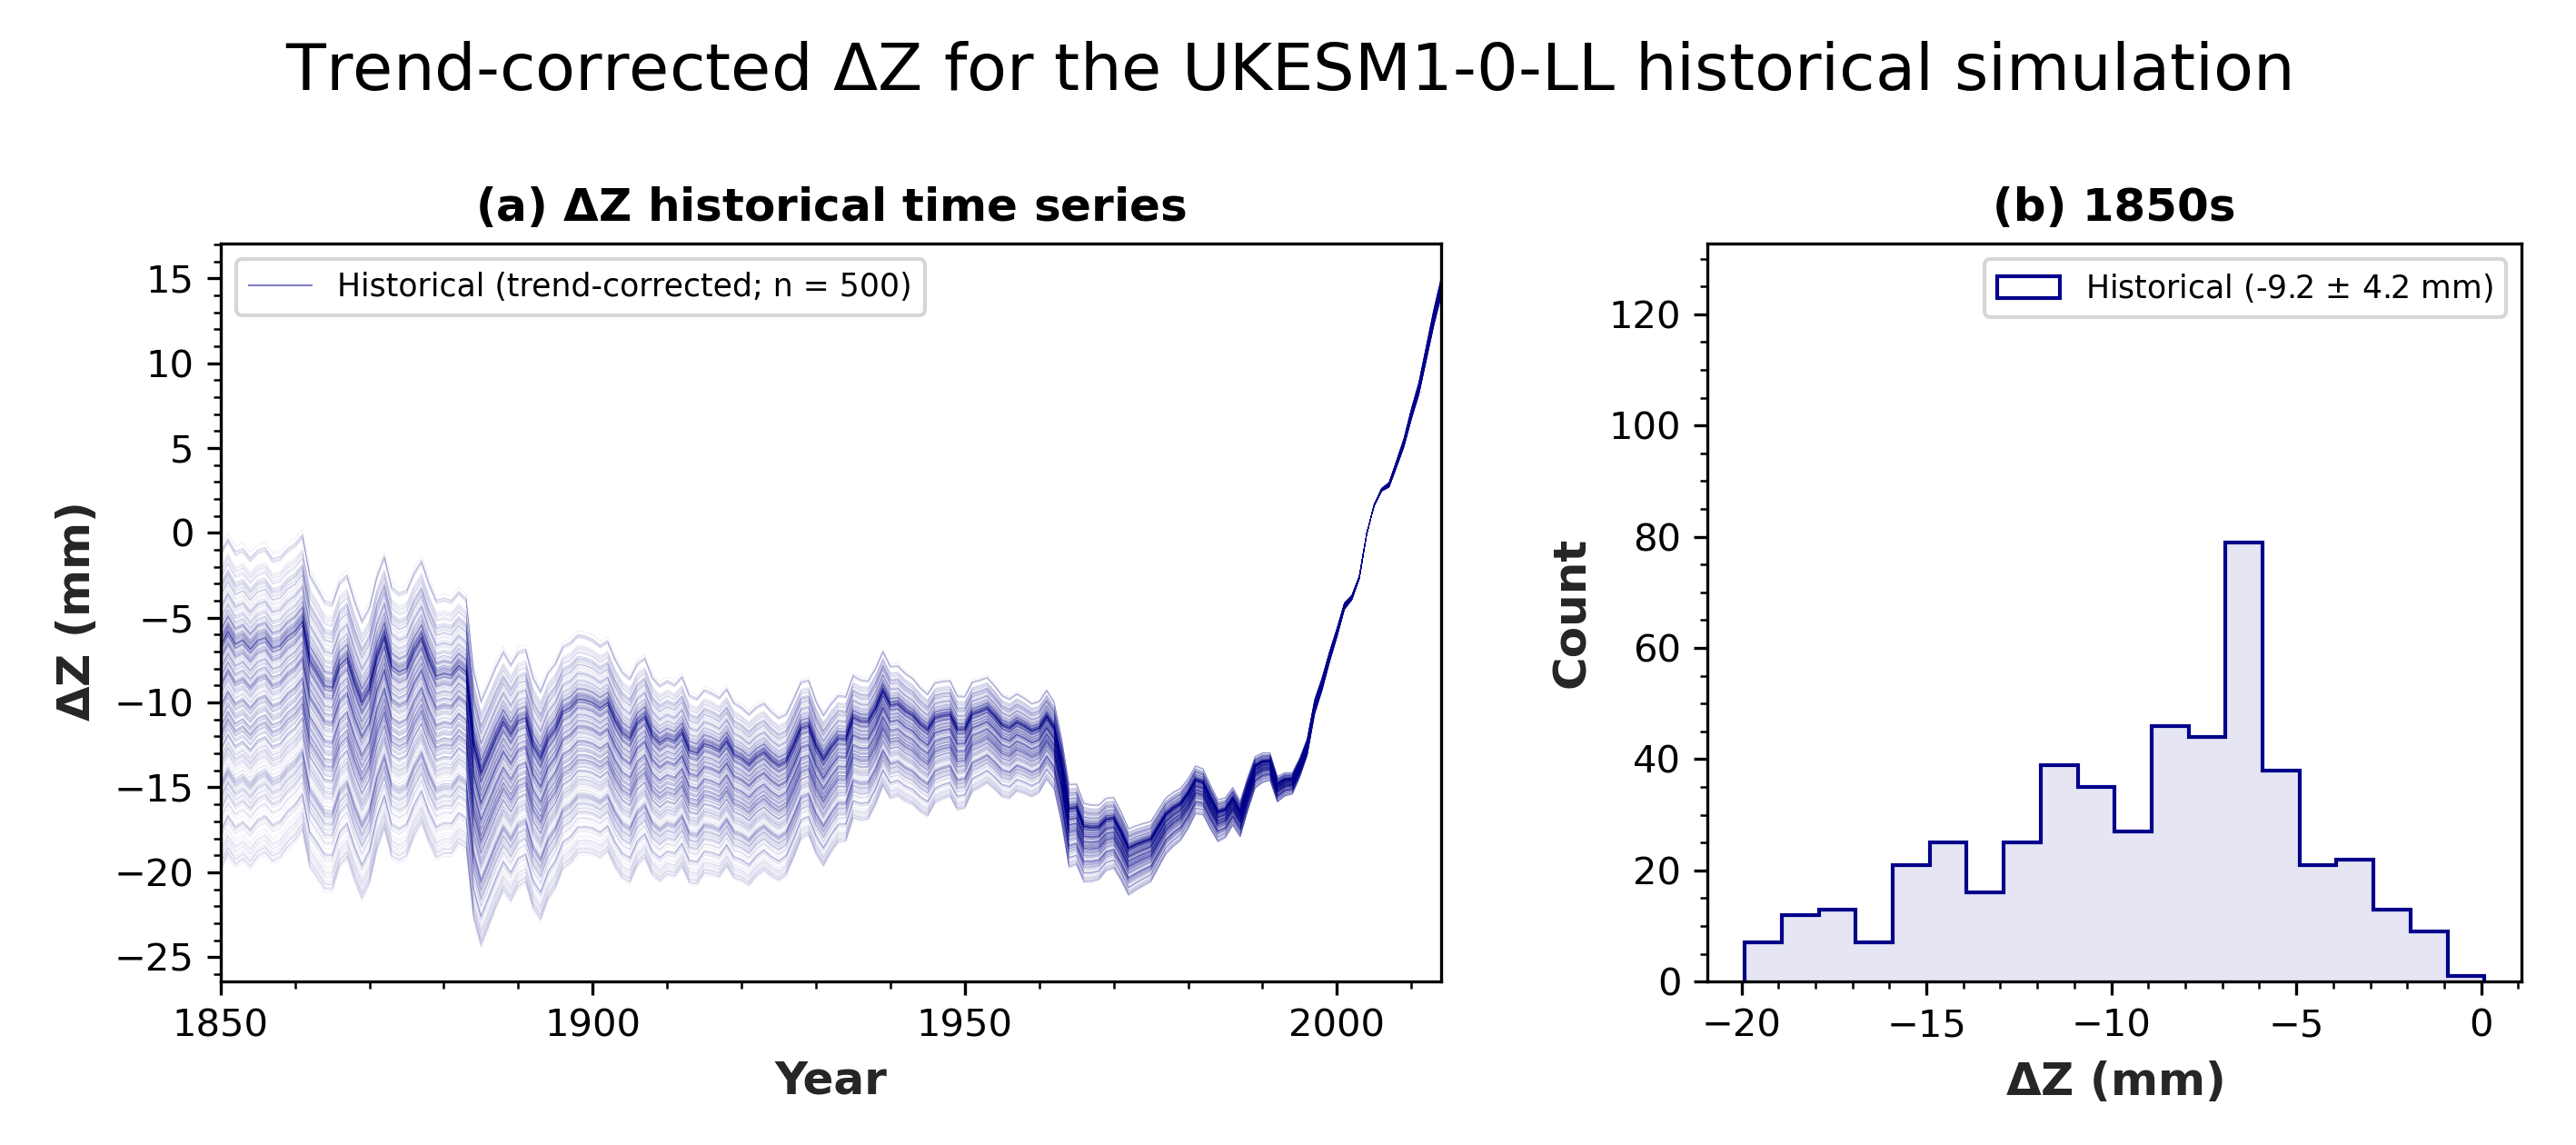 Trend-corrected ΔZ for the UKESM1-0-LL historical simulation
(a) ΔZ historical time series
Historical (trend-corrected; n = 500)
15
10
5
0
−5
−10
−15
−20
−25
ΔZ (mm)
1850 1900 1950 2000
Year
(b) 1850s
Historical (-9.2 ± 4.2 mm)
120
100
80
60
40
20
0
Count
−20 −15 −10 −5 0
ΔZ (mm)